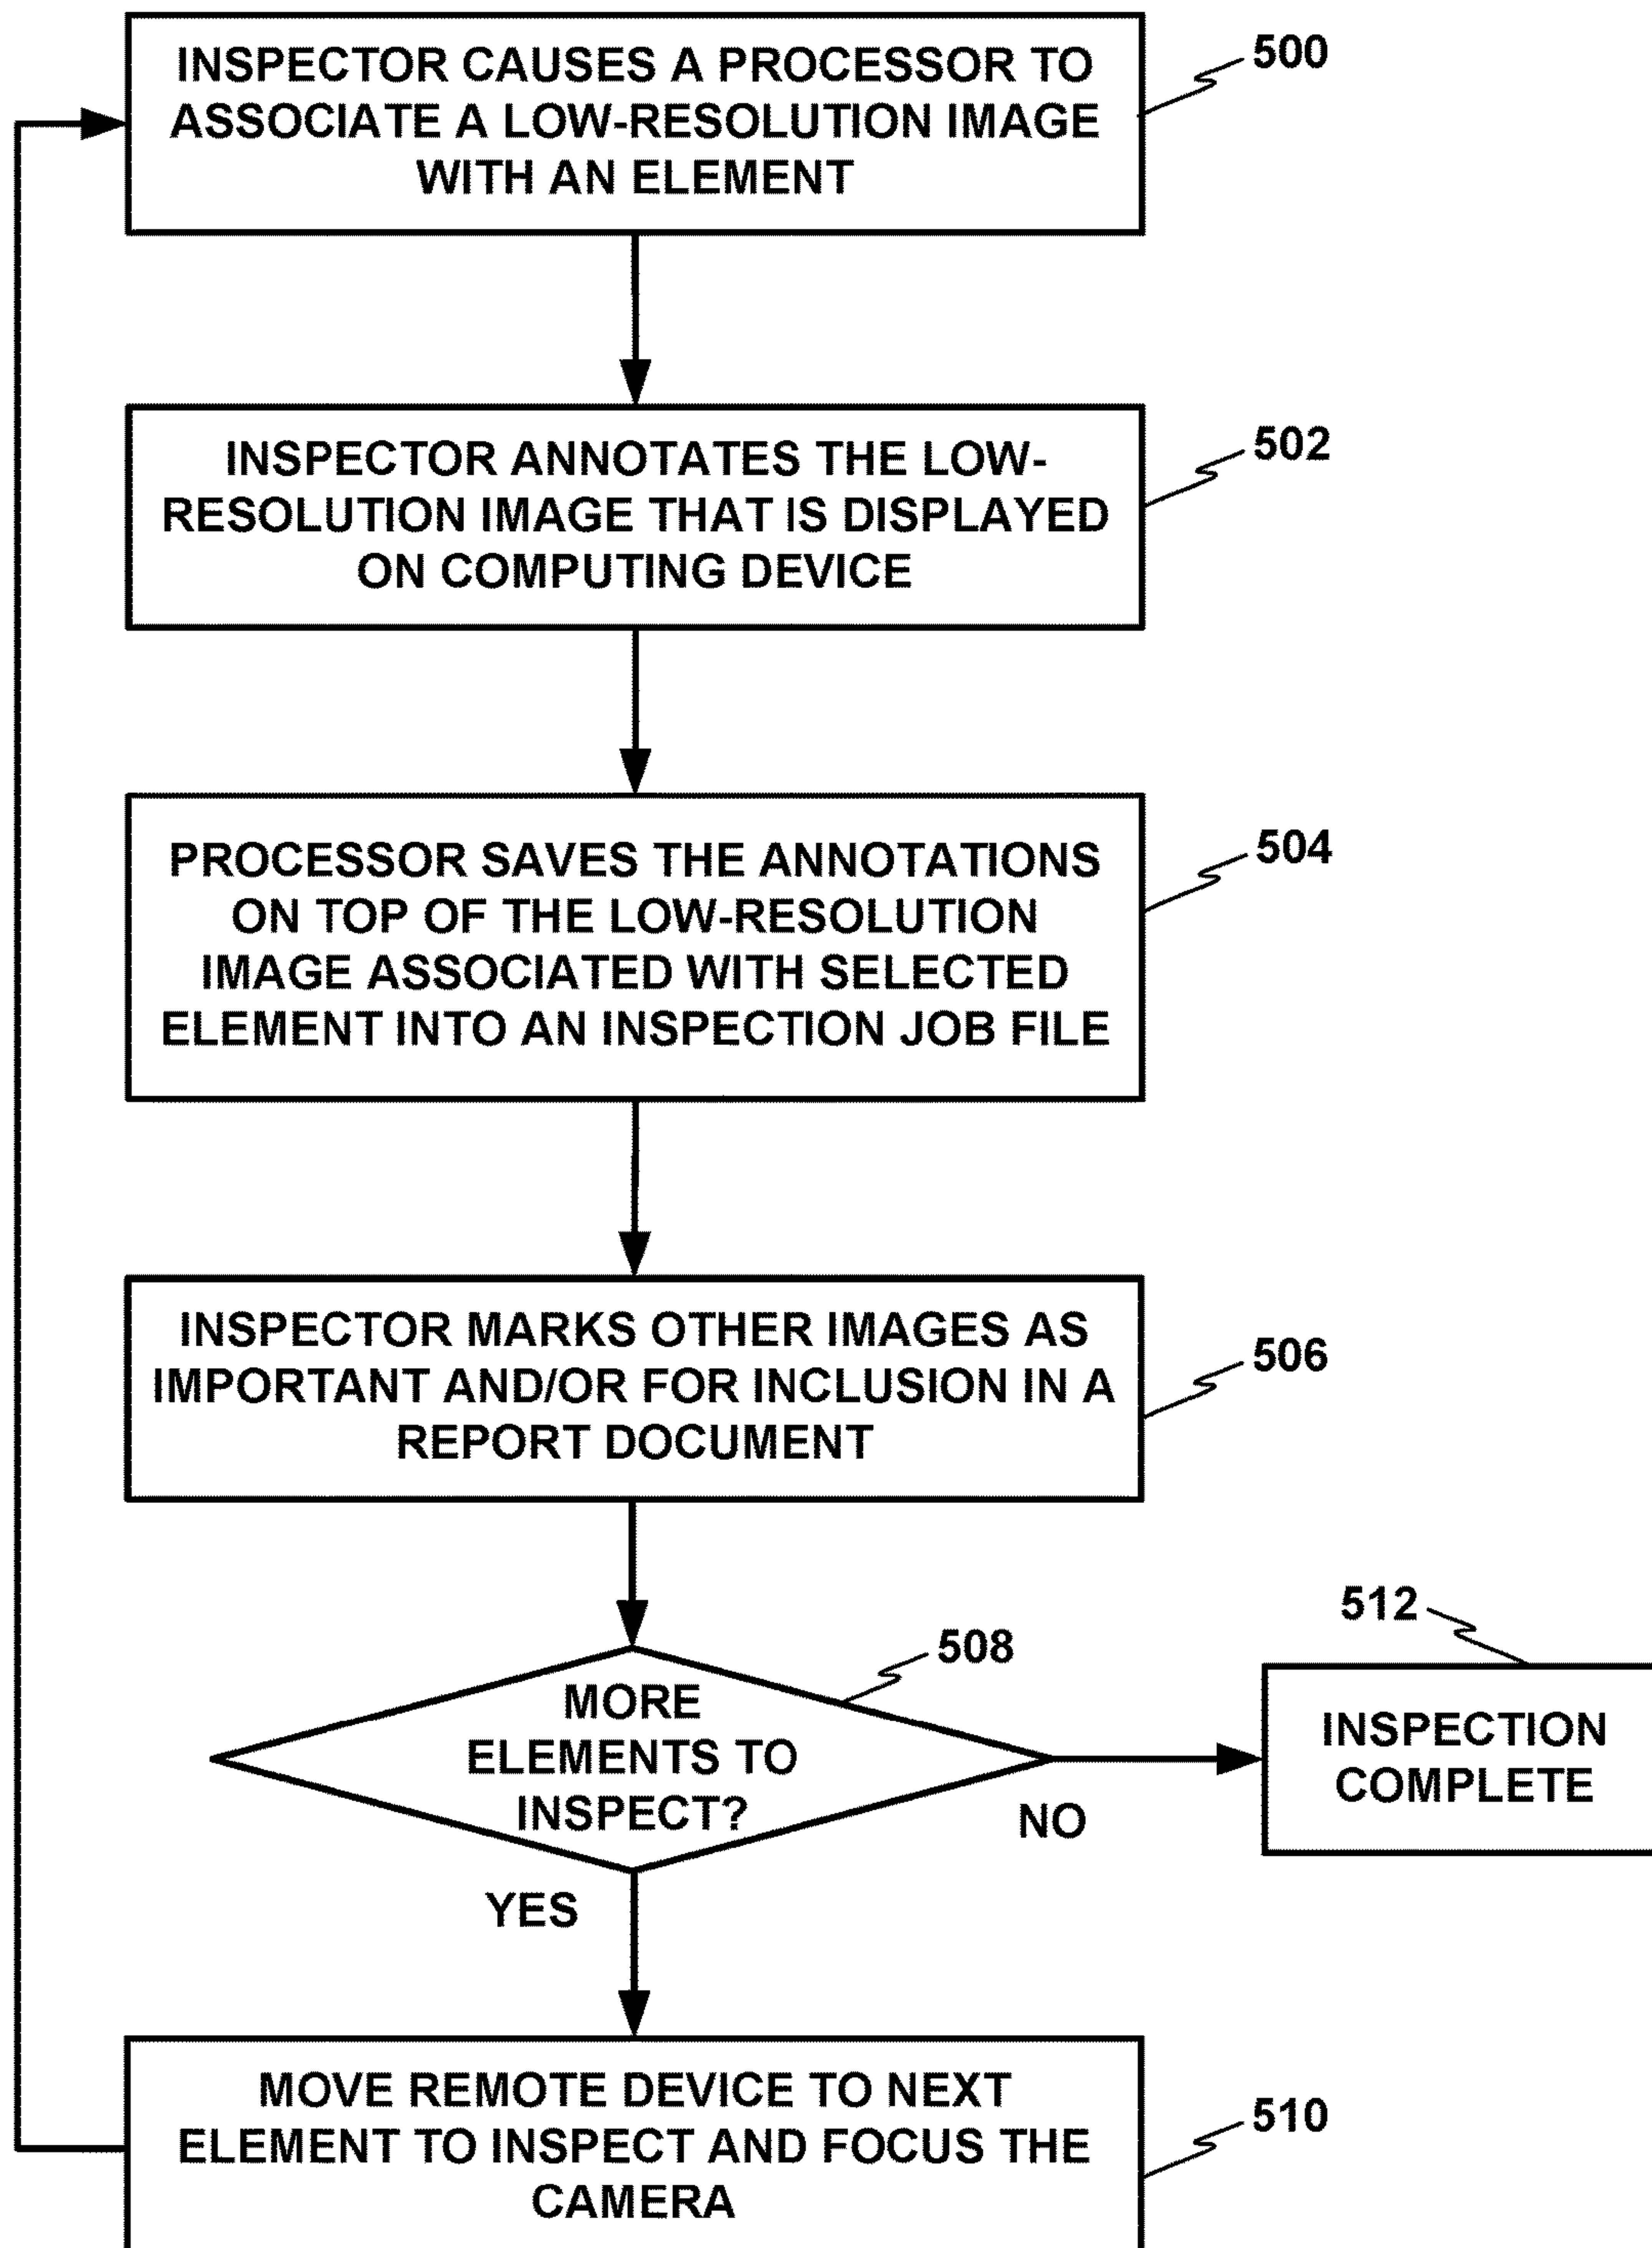 INSPECTOR CAUSES A PROCESSOR TO
ASSOCIATE A LOW-RESOLUTION IMAGE
WITH AN ELEMENT
500
INSPECTOR ANNOTATES THE LOW-
RESOLUTION IMAGE THAT IS DISPLAYED
ON COMPUTING DEVICE
502
PROCESSOR SAVES THE ANNOTATIONS
ON TOP OF THE LOW-RESOLUTION
IMAGE ASSOCIATED WITH SELECTED
ELEMENT INTO AN INSPECTION JOB FILE
504
INSPECTOR MARKS OTHER IMAGES AS
IMPORTANT AND/OR FOR INCLUSION IN A
REPORT DOCUMENT
506
MORE
ELEMENTS TO
INSPECT?
508
NO
512
INSPECTION
COMPLETE
YES
MOVE REMOTE DEVICE TO NEXT
ELEMENT TO INSPECT AND FOCUS THE
CAMERA
510